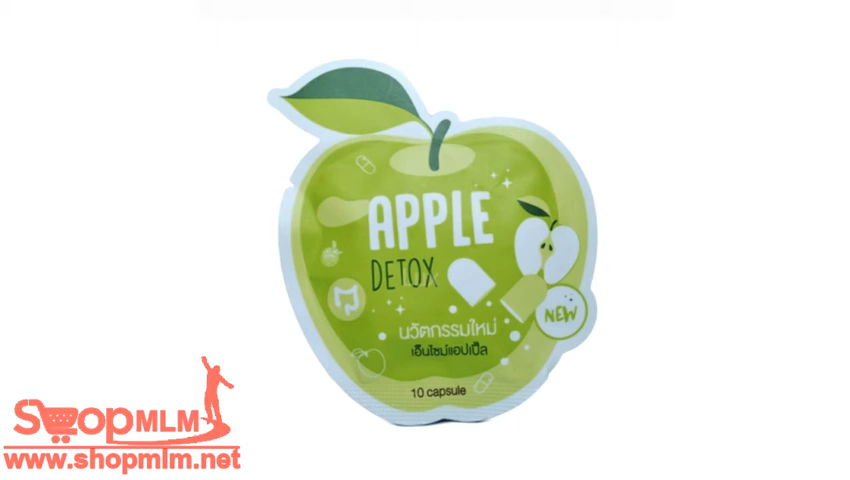 APPLE
DETOX
นวัตกรรมใหม่
เอ็นไซม์แอปเปิ้ล
NEW
10 capsule
ShopMLM
www.shopmlm.net